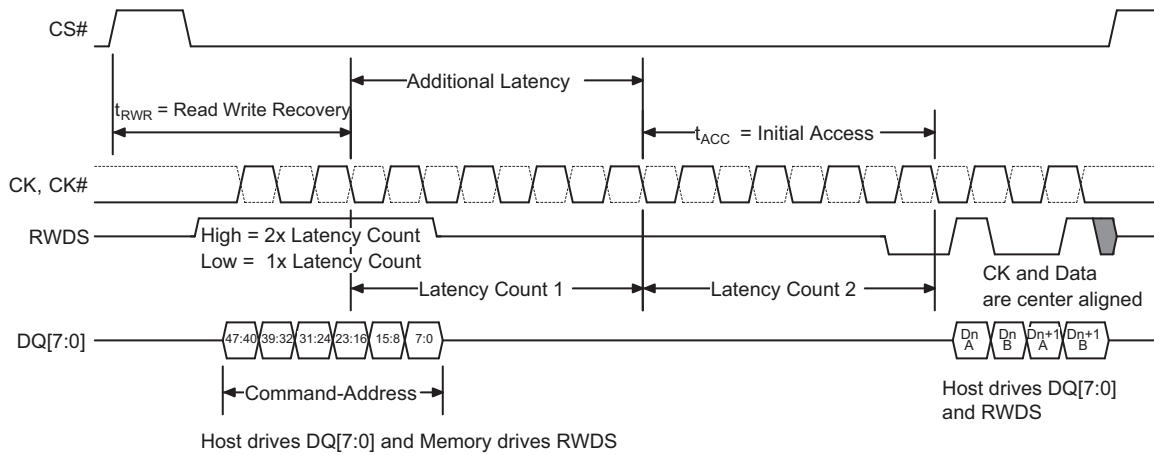 CS#
Additional Latency
tRWR = Read Write Recovery
tACC = Initial Access
CK, CK#
RWDS
High = 2x Latency Count
Low = 1x Latency Count
CK and Data
are center aligned
Latency Count 1
Latency Count 2
DQ[7:0]
47:40 39:32 31:24 23:16 15:8 7:0
Dn A
Dn B
Dn+1 A
Dn+1 B
Command-Address
Host drives DQ[7:0]
and RWDS
Host drives DQ[7:0] and Memory drives RWDS